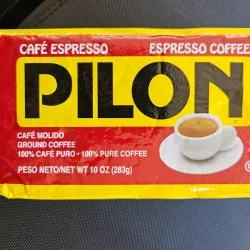 CAFÉ ESPRESSO ESPRESSO COFFEE
PILON
CAFÉ MOLIDO
GROUND COFFEE
100% CAFÉ PURO • 100% PURE COFFEE
PESO NETO/NET WT 10 OZ (283g)